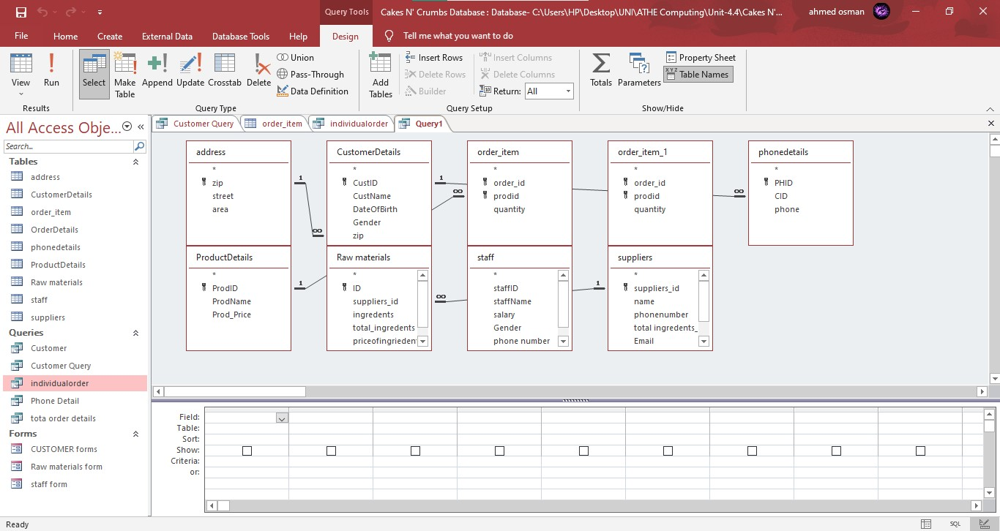 Query Tools
Cakes N' Crumbs Database : Database- C:\Users\HP\Desktop\UNI\ATHE Computing\Unit-4.4\Cakes N'...
ahmed osman
File Home Create External Data Database Tools Help Design Tell me what you want to do
View
Run
Select
Make Table
Append
Update
Crosstab
Delete
Union
Pass-Through
Data Definition
Add Tables
Insert Rows
Delete Rows
Builder
Insert Columns
Delete Columns
Return: All
Totals
Parameters
Property Sheet
XYZ Table Names
Results
Query Type
Query Setup
Show/Hide
All Access Obje...
Search...
Tables
address
CustomerDetails
order_item
OrderDetails
phonedetails
ProductDetails
Raw materials
staff
suppliers
Queries
Customer
Customer Query
individualorder
Phone Detail
tota order details
Forms
CUSTOMER forms
Raw materials form
staff form
Customer Query order_item individualorder Query1
address
*
zip
street
area
1
∞
CustomerDetails
*
CustID
CustName
DateOfBirth
Gender
zip
1
∞
order_item
*
order_id
prodid
quantity
order_item_1
*
order_id
prodid
quantity
∞
phonedetails
*
PHID
CID
phone
ProductDetails
*
ProdID
ProdName
Prod_Price
1
Raw materials
*
ID
suppliers_id
ingredents
total_ingredents
priceofingrieden
∞
staff
*
staffID
staffName
salary
Gender
phone number
1
suppliers
*
suppliers_id
name
phonenumber
total ingredents_
Email
Field:
Table:
Sort:
Show:
Criteria:
or:
Ready
SQL